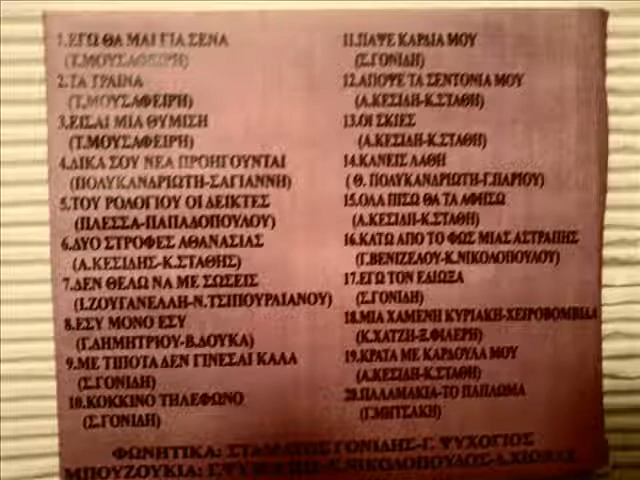 1.ΕΓΩ ΘΑ ΜΑΙ ΓΙΑ ΣΕΝΑ
(Τ.ΜΟΥΣΑΦΕΙΡΗ)
2.ΤΑ ΤΡΑΙΝΑ
(Τ.ΜΟΥΣΑΦΕΙΡΗ)
3.ΕΙΣΑΙ ΜΙΑ ΘΥΜΙΣΗ
(Τ.ΜΟΥΣΑΦΕΙΡΗ)
4.ΔΙΚΑ ΣΟΥ ΝΕΑ ΠΡΟΗΓΟΥΝΤΑΙ
(ΠΟΛΥΚΑΝΔΡΙΩΤΗ-ΣΑΓΙΑΝΝΗ)
5.ΤΟΥ ΡΟΛΟΓΙΟΥ ΟΙ ΔΕΙΚΤΕΣ
(ΠΛΕΣΣΑ-ΠΑΠΑΔΟΠΟΥΛΟΥ)
6.ΔΥΟ ΣΤΡΟΦΕΣ ΑΘΑΝΑΣΙΑΣ
(Α.ΚΕΣΙΔΗΣ-Κ.ΣΤΑΘΗΣ)
7.ΔΕΝ ΘΕΛΩ ΝΑ ΜΕ ΣΩΣΕΙΣ
(Ι.ΖΟΥΓΑΝΕΛΛΗ-Ν.ΤΣΙΠΟΥΡΛΙΑΝΟΥ)
8.ΕΣΥ ΜΟΝΟ ΕΣΥ
(Γ.ΔΗΜΗΤΡΙΟΥ-Β.ΔΟΥΚΑ)
9.ΜΕ ΤΙΠΟΤΑ ΔΕΝ ΓΙΝΕΣΑΙ ΚΑΛΑ
(Σ.ΓΟΝΙΔΗ)
10.ΚΟΚΚΙΝΟ ΤΗΛΕΦΩΝΟ
(Σ.ΓΟΝΙΔΗ)
11.ΠΑΨΕ ΚΑΡΔΙΑ ΜΟΥ
(Σ.ΓΟΝΙΔΗ)
12.ΑΠΟΨΕ ΤΑ ΣΕΝΤΟΝΙΑ ΜΟΥ
(Α.ΚΕΣΙΔΗ-Κ.ΣΤΑΘΗ)
13.ΟΙ ΣΚΙΕΣ
(Α.ΚΕΣΙΔΗ-Κ.ΣΤΑΘΗ)
14.ΚΑΝΕΙΣ ΛΑΘΗ
( Θ. ΠΟΛΥΚΑΝΔΡΙΩΤΗ-Γ.ΠΑΡΙΟΥ)
15.ΟΛΑ ΠΙΣΩ ΘΑ ΤΑ ΑΦΗΣΩ
(Α.ΚΕΣΙΔΗ-Κ.ΣΤΑΘΗ)
16.ΚΑΤΩ ΑΠΟ ΤΟ ΦΩΣ ΜΙΑΣ ΑΣΤΡΑΠΗΣ
(Γ.ΒΕΝΙΖΕΛΟΥ-Κ.ΝΙΚΟΛΟΠΟΥΛΟΥ)
17.ΕΓΩ ΤΟΝ ΕΔΙΩΞΑ
(Σ.ΓΟΝΙΔΗ)
18.ΜΙΑ ΧΑΜΕΝΗ ΚΥΡΙΑΚΗ-ΧΕΙΡΟΒΟΜΒΙΔΑ
(Κ.ΧΑΤΖΗ-Ξ.ΦΙΛΕΡΗ)
19.ΚΡΑΤΑ ΜΕ ΚΑΡΔΟΥΛΑ ΜΟΥ
(Α.ΚΕΣΙΔΗ-Κ.ΣΤΑΘΗ)
20.ΠΑΛΑΜΑΚΙΑ-ΤΟ ΠΑΠΛΩΜΑ
(Γ.ΜΗΤΣΑΚΗ)
ΦΩΝΗΤΙΚΑ: ΣΤΑΜΑΤΟΣ ΓΟΝΙΔΗΣ-Γ. ΨΥΧΟΓΙΟΣ
ΜΠΟΥΖΟΥΚΙΑ: